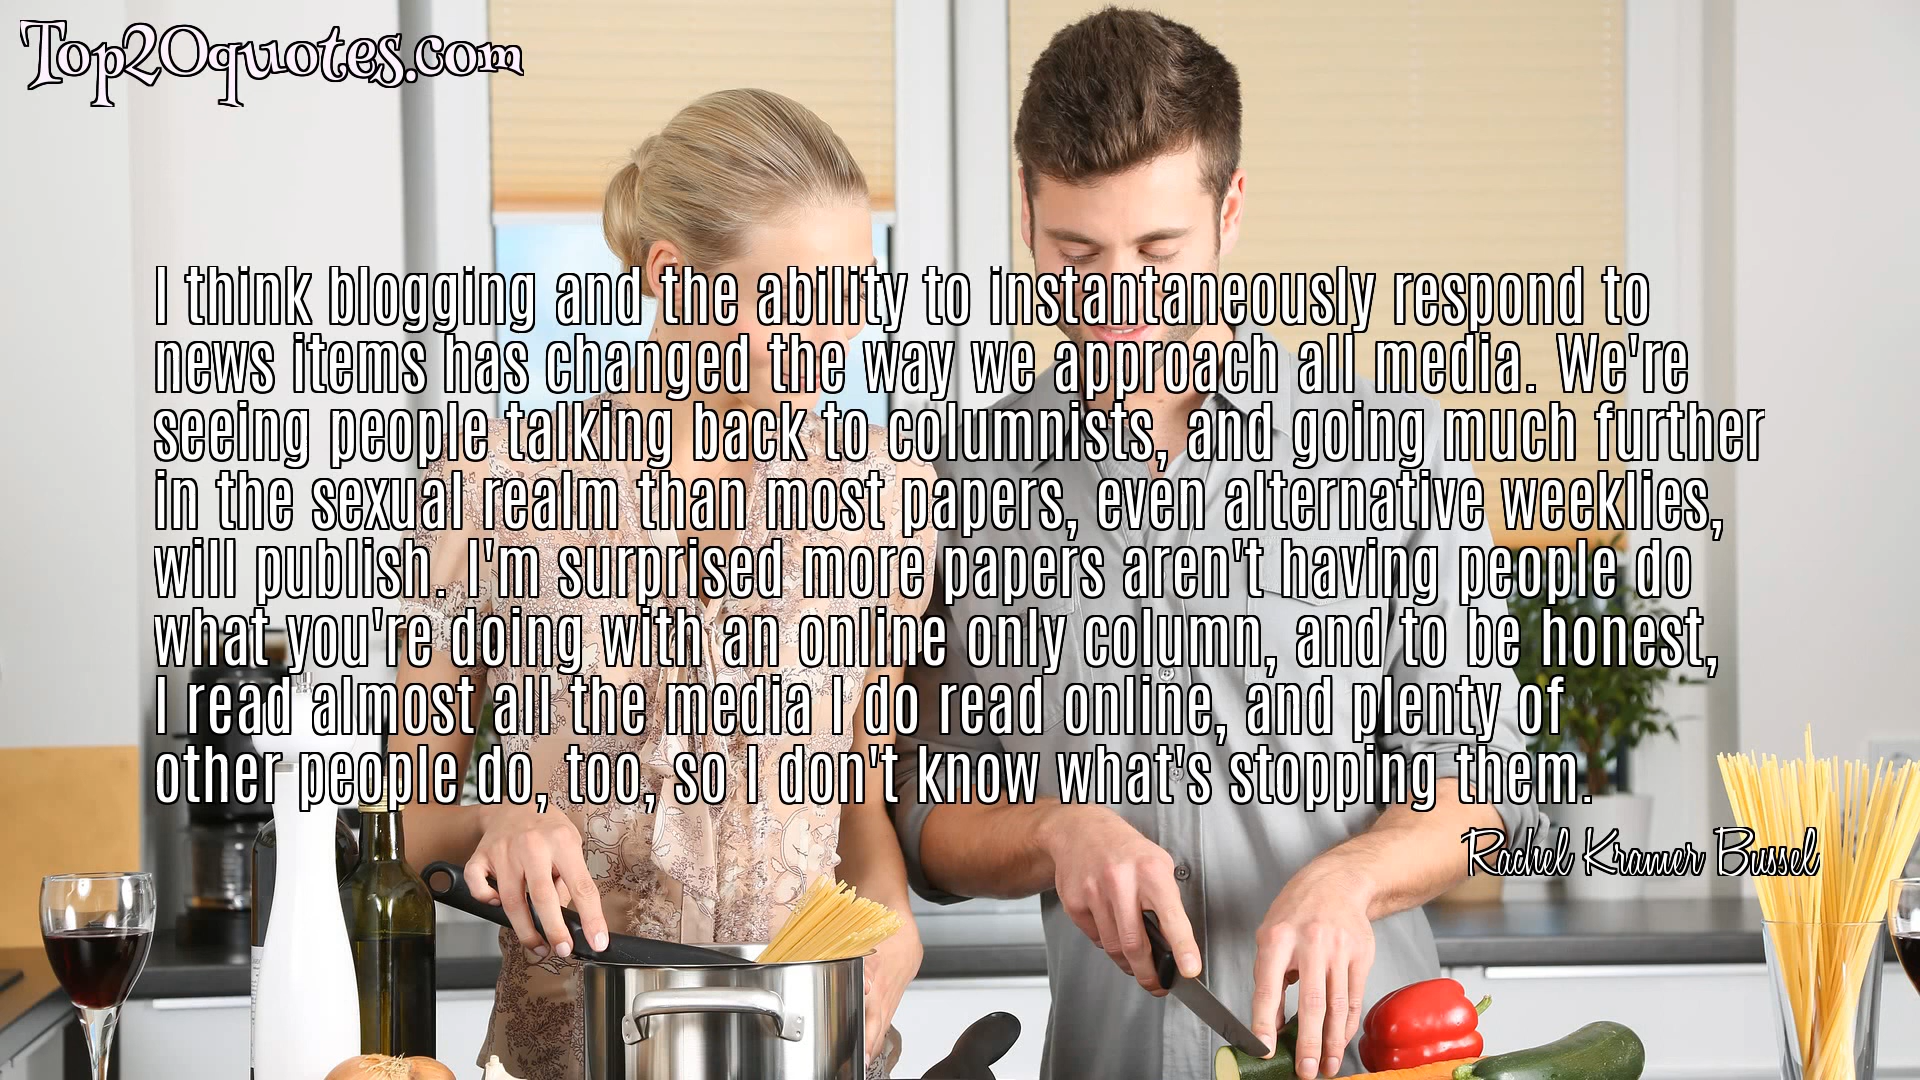 Top20quotes.com
I think blogging and the ability to instantaneously respond to
news items has changed the way we approach all media. We're
seeing people talking back to columnists, and going much further
in the sexual realm than most papers, even alternative weeklies,
will publish. I'm surprised more papers aren't having people do
what you're doing with an online only column, and to be honest,
I read almost all the media I do read online, and plenty of
other people do, too, so I don't know what's stopping them.
Rachel Kramer Bussel